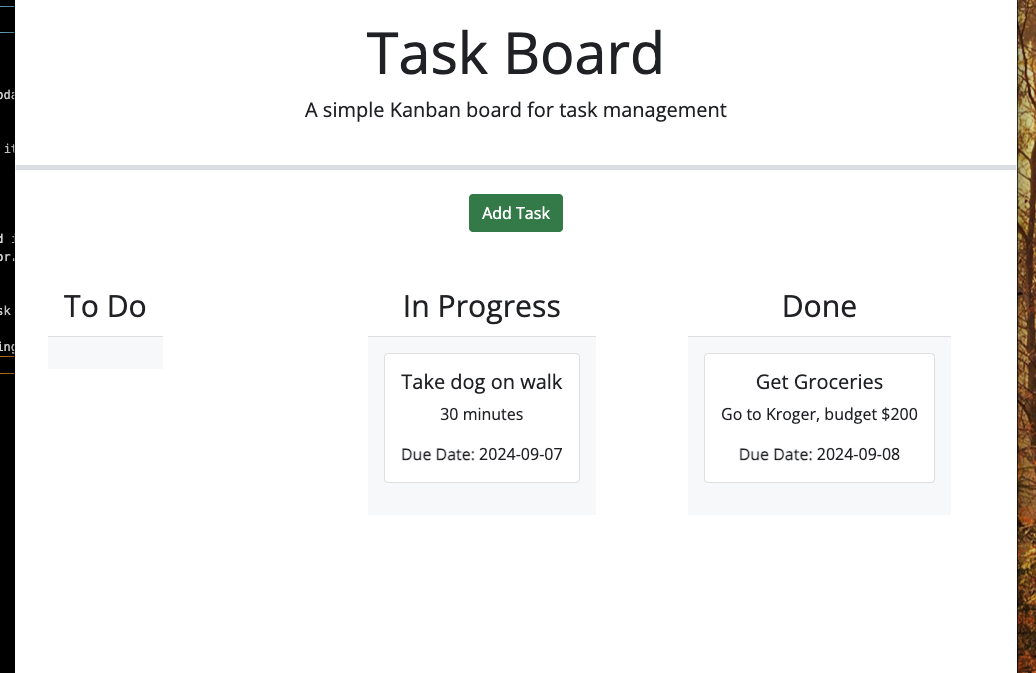 Task Board
A simple Kanban board for task management
Add Task
To Do
In Progress
Take dog on walk
30 minutes
Due Date: 2024-09-07
Done
Get Groceries
Go to Kroger, budget $200
Due Date: 2024-09-08